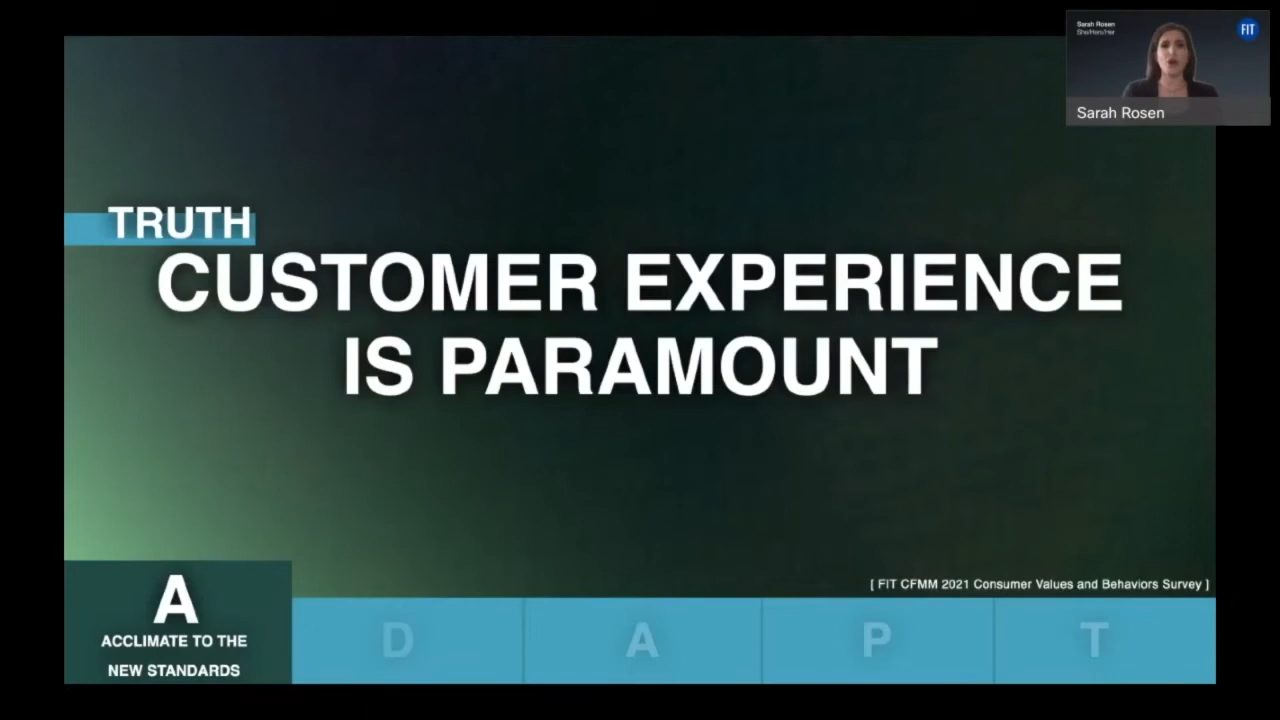 Sarah Rosen
She/Hers/Her
FIT
Sarah Rosen
TRUTH
CUSTOMER EXPERIENCE
IS PARAMOUNT
[ FIT CFMM 2021 Consumer Values and Behaviors Survey ]
A
ACCLIMATE TO THE
NEW STANDARDS
D
A
P
T